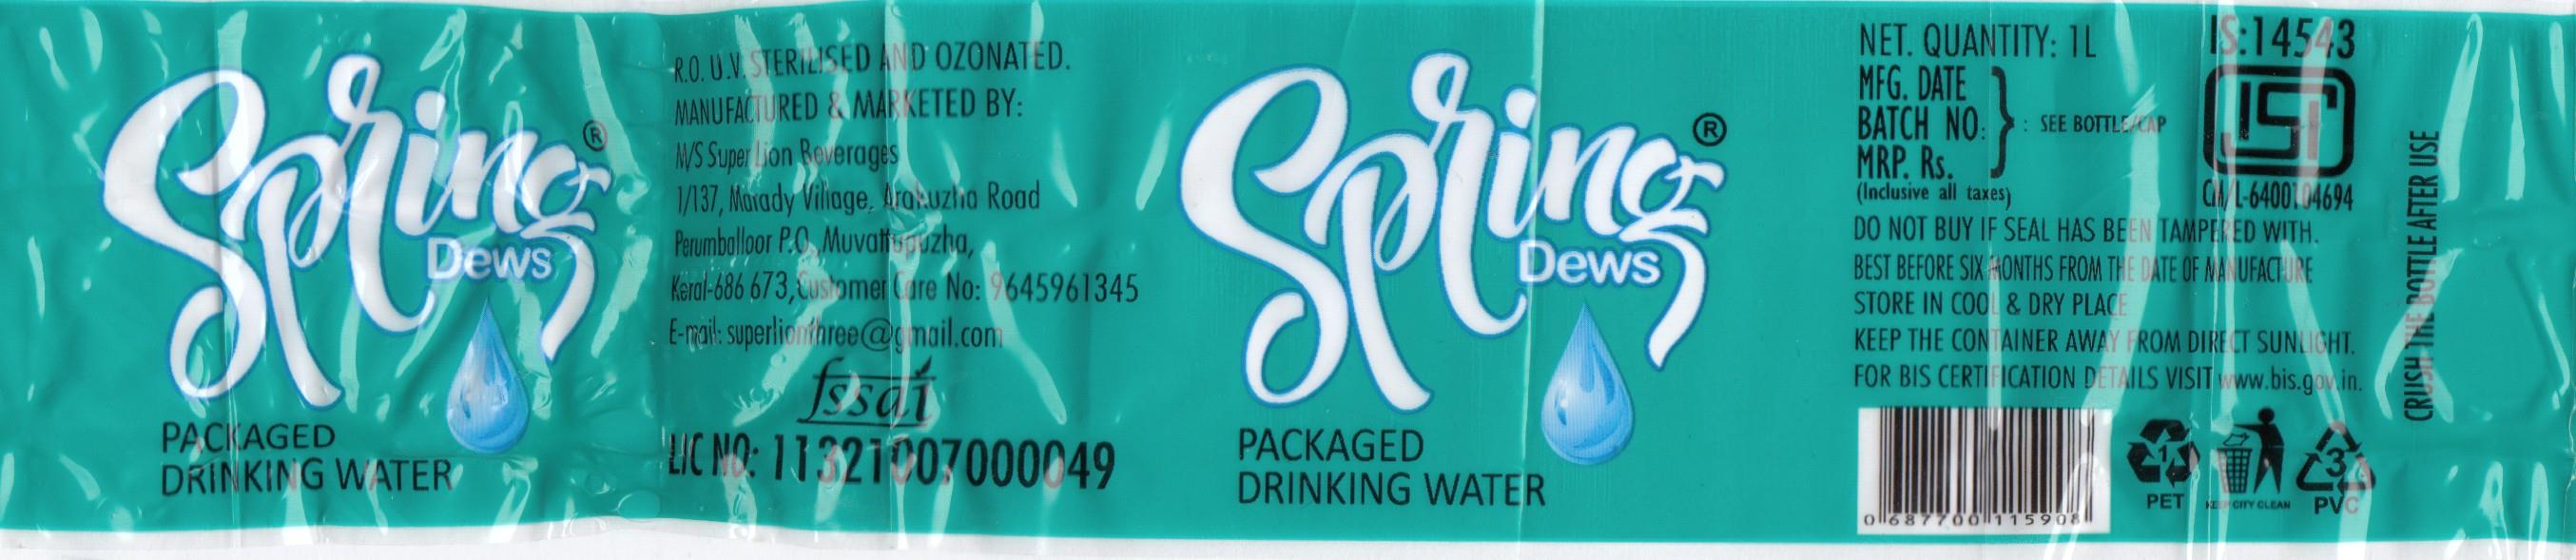 Spring
Dews
®
PACKAGED
DRINKING WATER
R.O. U.V. STERILISED AND OZONATED.
MANUFACTURED & MARKETED BY:
M/S Super Lion Beverages
1/137, Marady Village, Arakuzha Road
Perumballoor P.O, Muvattupuzha,
Keral-686 673,Customer Care No: 9645961345
E-mail: superlionthree@gmail.com
fssai
LIC NO: 11321007000049
Spring
Dews
®
PACKAGED
DRINKING WATER
NET. QUANTITY: 1L
MFG. DATE
BATCH NO:
MRP. Rs.
(Inclusive all taxes)
: SEE BOTTLE/CAP
IS:14543
ISI
CM/L-6400104694
DO NOT BUY IF SEAL HAS BEEN TAMPERED WITH.
BEST BEFORE SIX MONTHS FROM THE DATE OF MANUFACTURE
STORE IN COOL & DRY PLACE
KEEP THE CONTAINER AWAY FROM DIRECT SUNLIGHT.
FOR BIS CERTIFICATION DETAILS VISIT www.bis.gov.in.
0 687700 115908
1
PET
KEEP CITY CLEAN
3
PVC
CRUSH THE BOTTLE AFTER USE